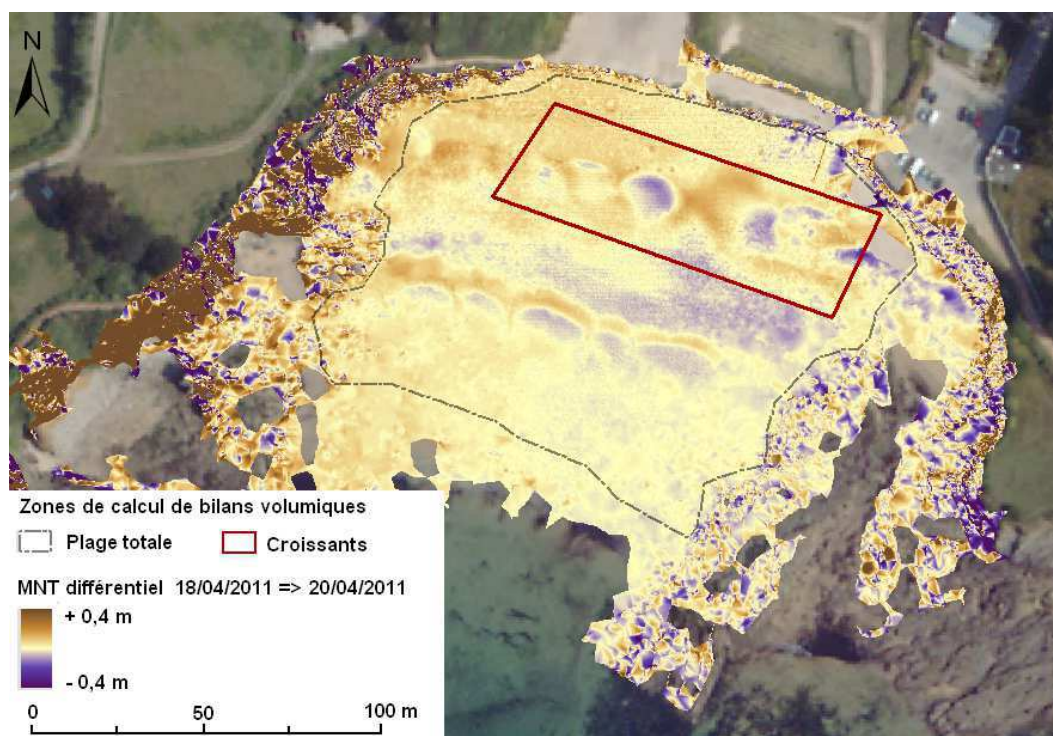 N
Zones de calcul de bilans volumiques
Plage totale
Croissants
MNT différentiel 18/04/2011 => 20/04/2011
+ 0,4 m
- 0,4 m
0 50 100 m